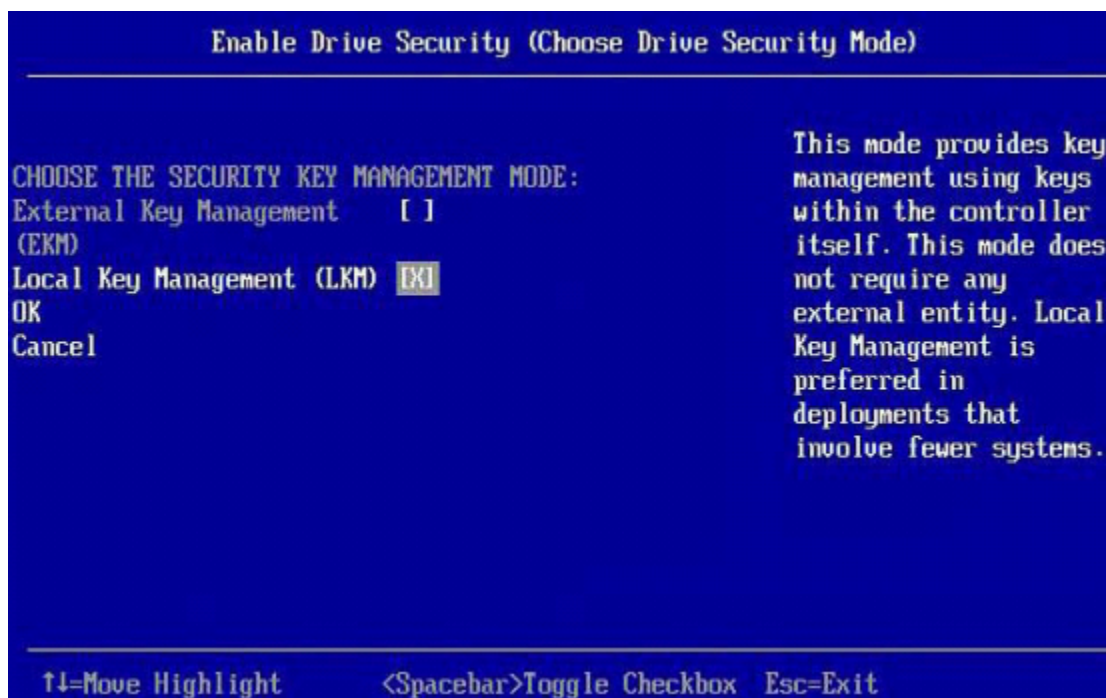 Enable Drive Security (Choose Drive Security Mode)
CHOOSE THE SECURITY KEY MANAGEMENT MODE:
External Key Management [ ]
(EKM)
Local Key Management (LKM) [X]
OK
Cancel
This mode provides key
management using keys
within the controller
itself. This mode does
not require any
external entity. Local
Key Management is
preferred in
deployments that
involve fewer systems.
↑↓=Move Highlight <Spacebar>Toggle Checkbox Esc=Exit